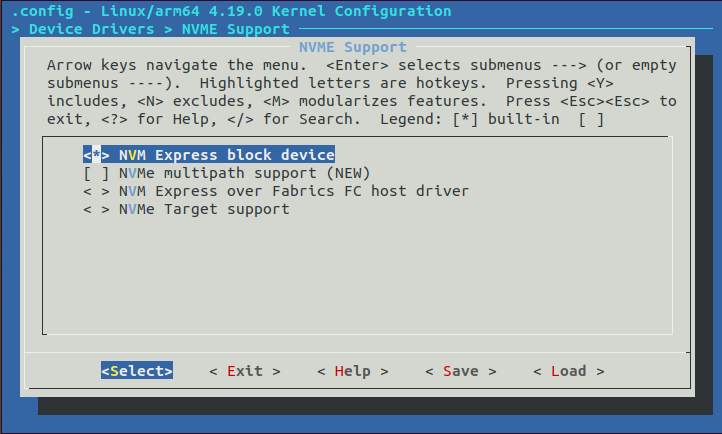 .config - Linux/arm64 4.19.0 Kernel Configuration
> Device Drivers > NVME Support
NVME Support
Arrow keys navigate the menu.  <Enter> selects submenus ---> (or empty
submenus ----).  Highlighted letters are hotkeys.  Pressing <Y>
includes, <N> excludes, <M> modularizes features.  Press <Esc><Esc> to
exit, <?> for Help, </> for Search.  Legend: [*] built-in  [ ]
<*> NVM Express block device
[ ] NVMe multipath support (NEW)
< > NVM Express over Fabrics FC host driver
< > NVMe Target support
<Select>    < Exit >    < Help >    < Save >    < Load >